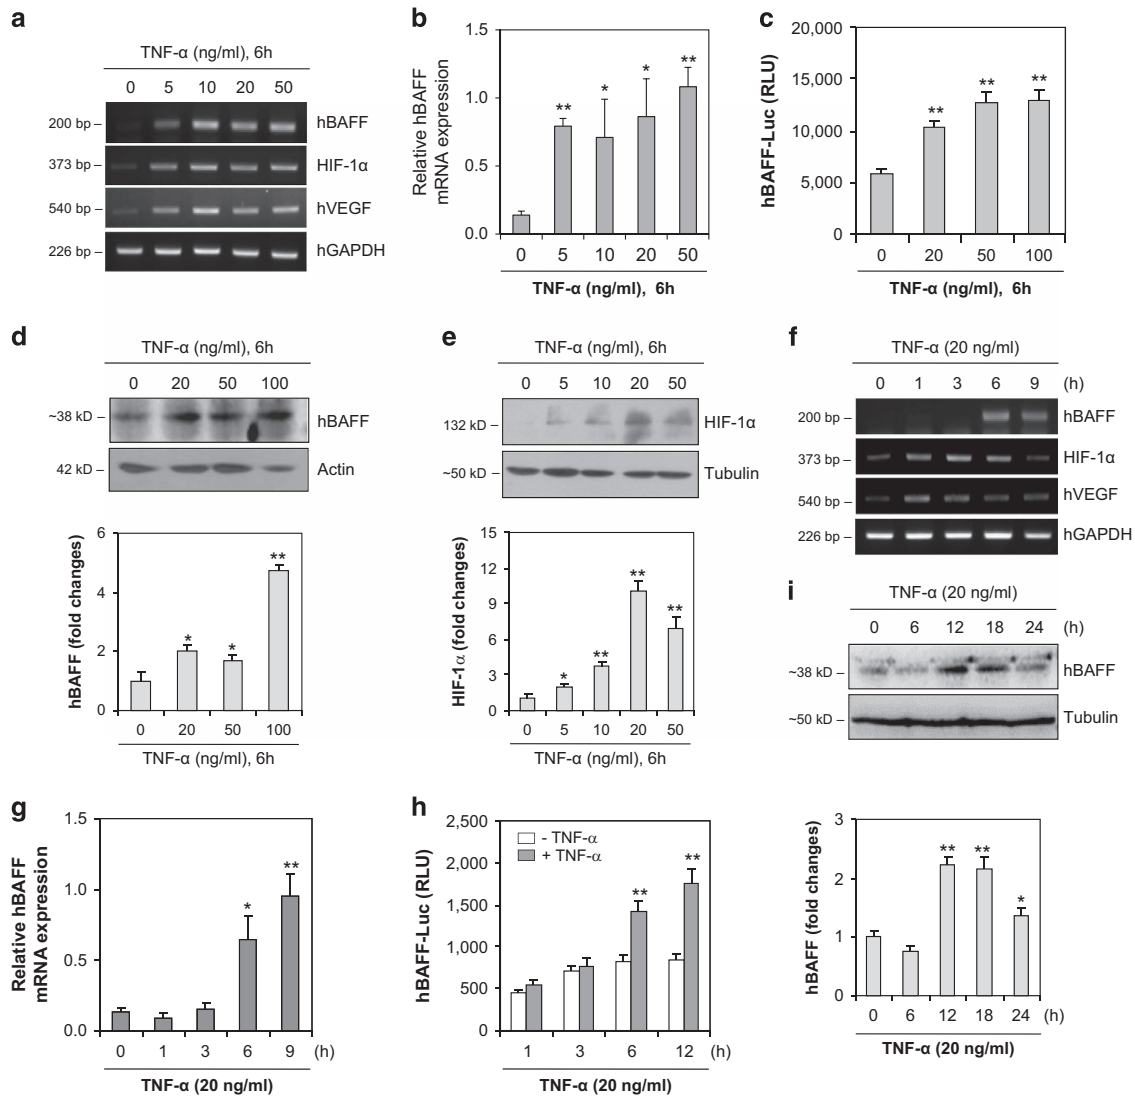 a
TNF-α (ng/ml), 6h
0 5 10 20 50
200 bp – hBAFF
373 bp – HIF-1α
540 bp – hVEGF
226 bp – hGAPDH
b
1.5
1.0
0.5
0.0
Relative hBAFF
mRNA expression
** * * **
0 5 10 20 50
TNF-α (ng/ml), 6h
c
20,000
15,000
10,000
5,000
0
hBAFF-Luc (RLU)
** ** **
0 20 50 100
TNF-α (ng/ml), 6h
d
TNF-α (ng/ml), 6h
0 20 50 100
~38 kD – hBAFF
42 kD – Actin
6
4
2
0
hBAFF (fold changes)
* * **
0 20 50 100
TNF-α (ng/ml), 6h
e
TNF-α (ng/ml), 6h
0 5 10 20 50
132 kD – HIF-1α
~50 kD – Tubulin
15
12
9
6
3
0
HIF-1α (fold changes)
* ** ** **
0 5 10 20 50
TNF-α (ng/ml), 6h
f
TNF-α (20 ng/ml)
0 1 3 6 9 (h)
200 bp – hBAFF
373 bp – HIF-1α
540 bp – hVEGF
226 bp – hGAPDH
i
TNF-α (20 ng/ml)
0 6 12 18 24 (h)
~38 kD – hBAFF
~50 kD – Tubulin
g
1.5
1.0
0.5
0.0
Relative hBAFF
mRNA expression
* **
0 1 3 6 9 (h)
TNF-α (20 ng/ml)
h
2,500
2,000
1,500
1,000
500
0
hBAFF-Luc (RLU)
- TNF-α
+ TNF-α
** **
1 3 6 12 (h)
TNF-α (20 ng/ml)
3
2
1
0
hBAFF (fold changes)
** ** *
0 6 12 18 24 (h)
TNF-α (20 ng/ml)